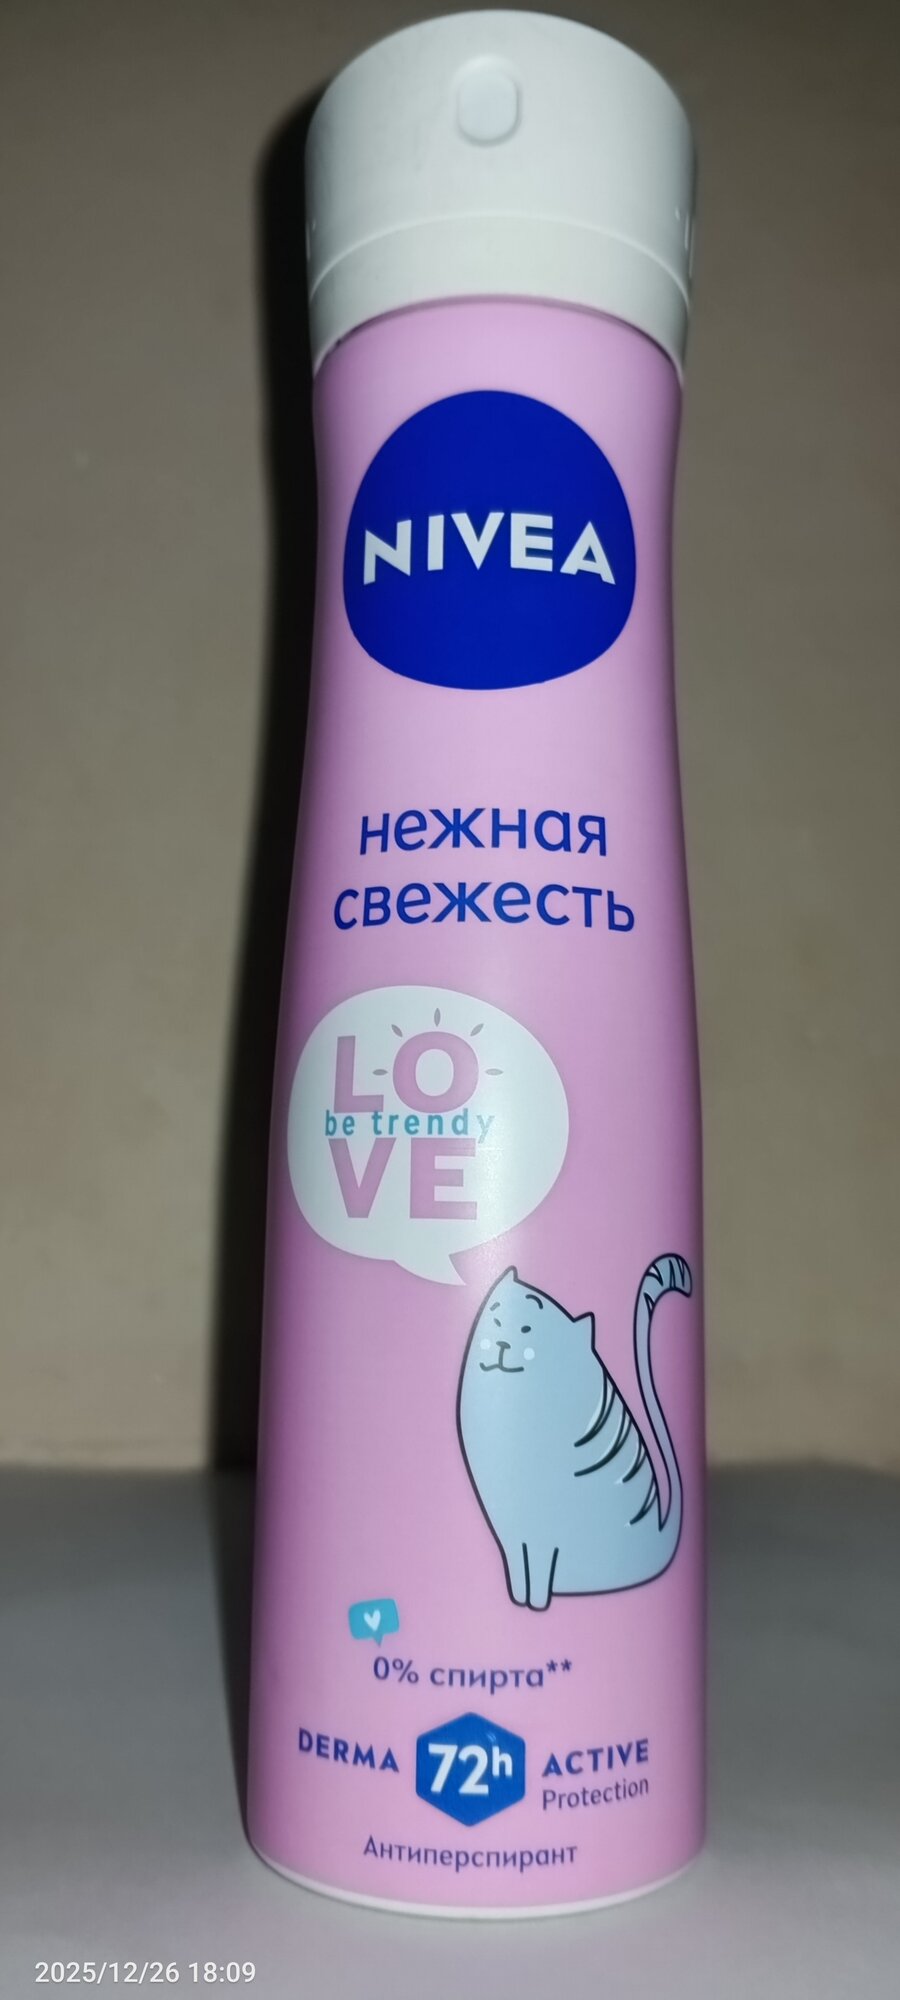 NIVEA
нежная
свежесть
LO
be trendy
VE
0% спирта**
DERMA 72h ACTIVE
Protection
Антиперспирант
2025/12/26 18:09